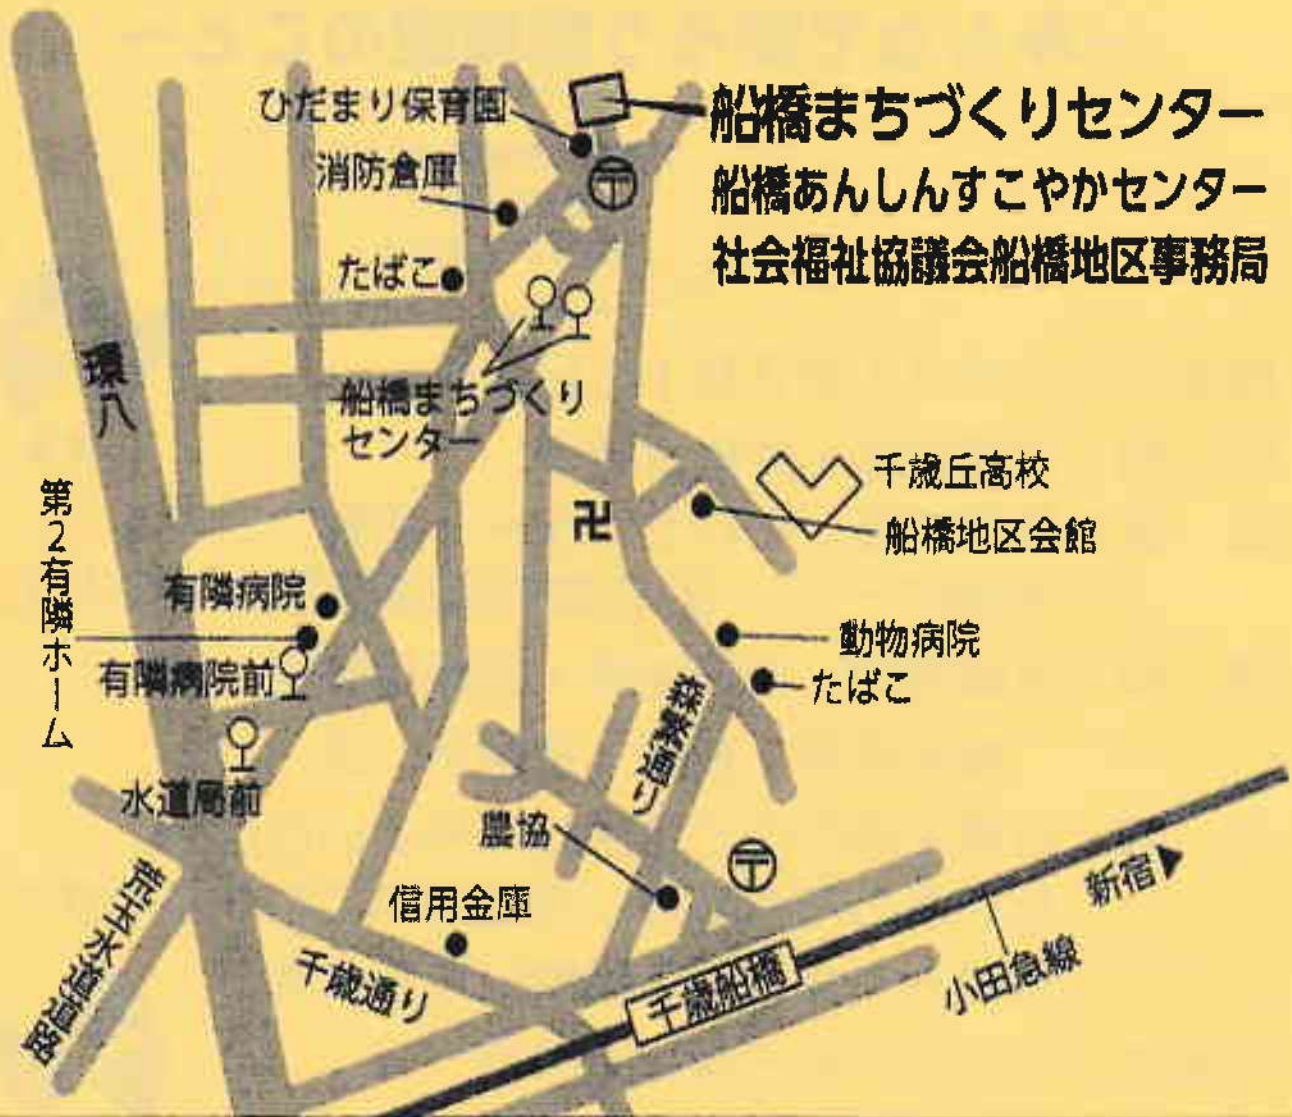 船橋まちづくりセンター
船橋あんしんすこやかセンター
社会福祉協議会船橋地区事務局
ひだまり保育園
消防倉庫
〒
たばこ
環八
船橋まちづくり
センター
千歳丘高校
船橋地区会館
卍
第2有隣ホーム
有隣病院
有隣病院前
動物病院
たばこ
森繁通り
水道局前
農協
〒
信用金庫
新宿▶
荒玄水道道路
千歳通り
千歳船橋
小田急線